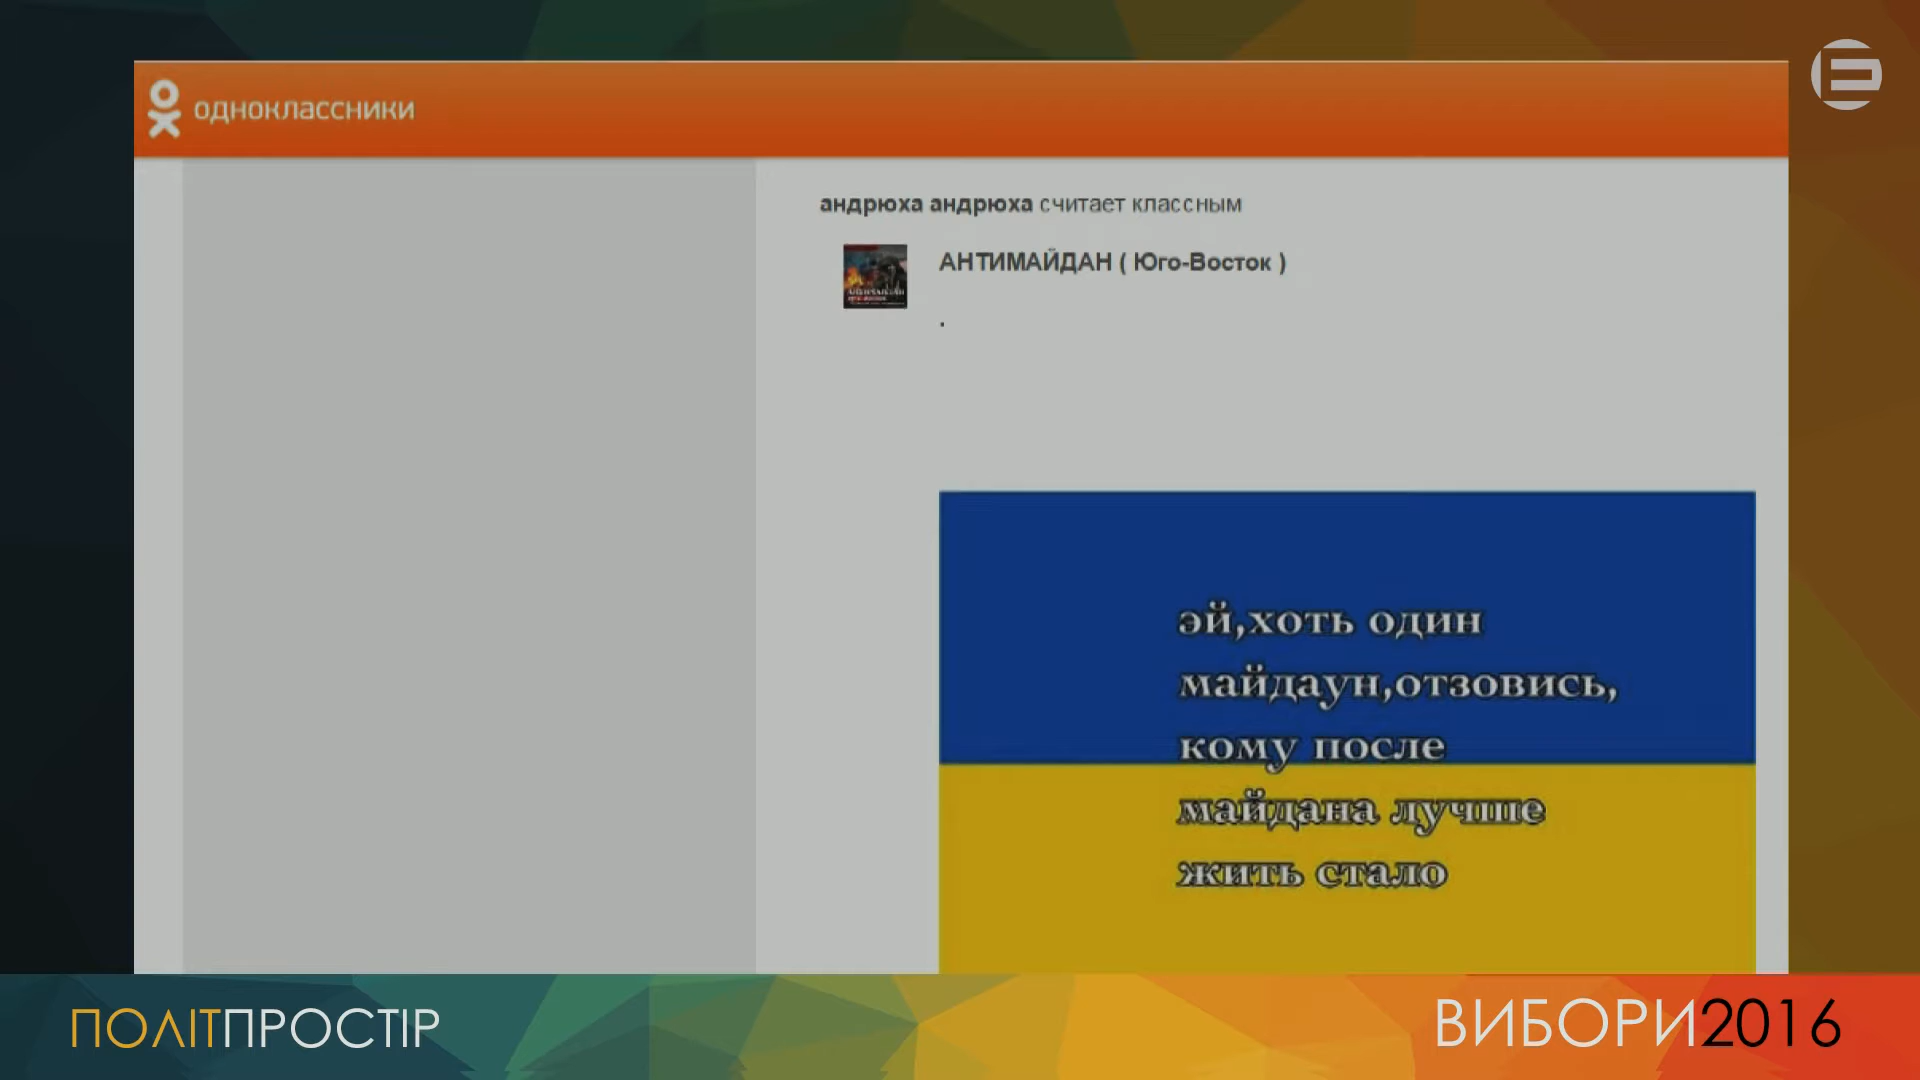 одноклассники
андрюха андрюха считает классным
АНТИМАЙДАН ( Юго-Восток )
.
эй,хоть один
майдаун,отзовись,
кому после
майдана лучше
жить стало
ПОЛІТПРОСТІР
ВИБОРИ2016